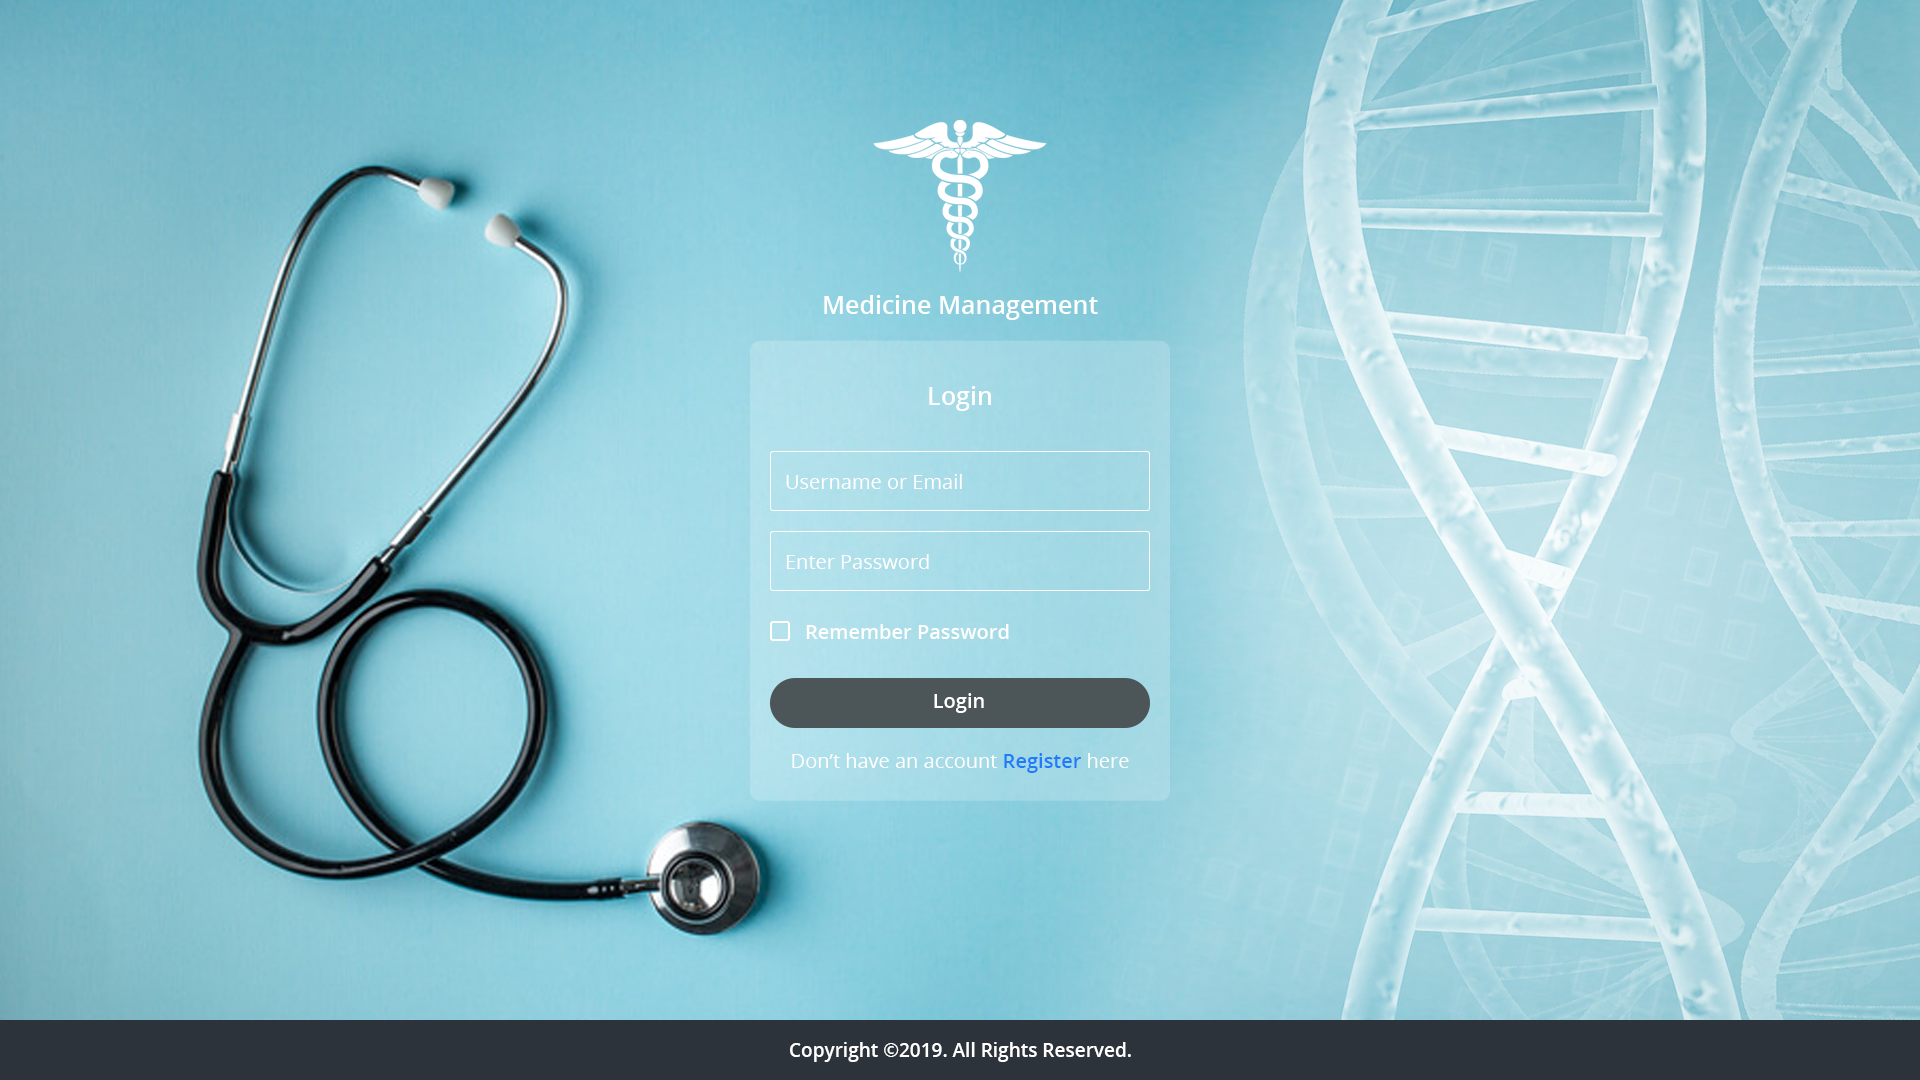 Medicine Management
Login
Username or Email
Enter Password
Remember Password
Login
Don’t have an account Register here
Copyright ©2019. All Rights Reserved.